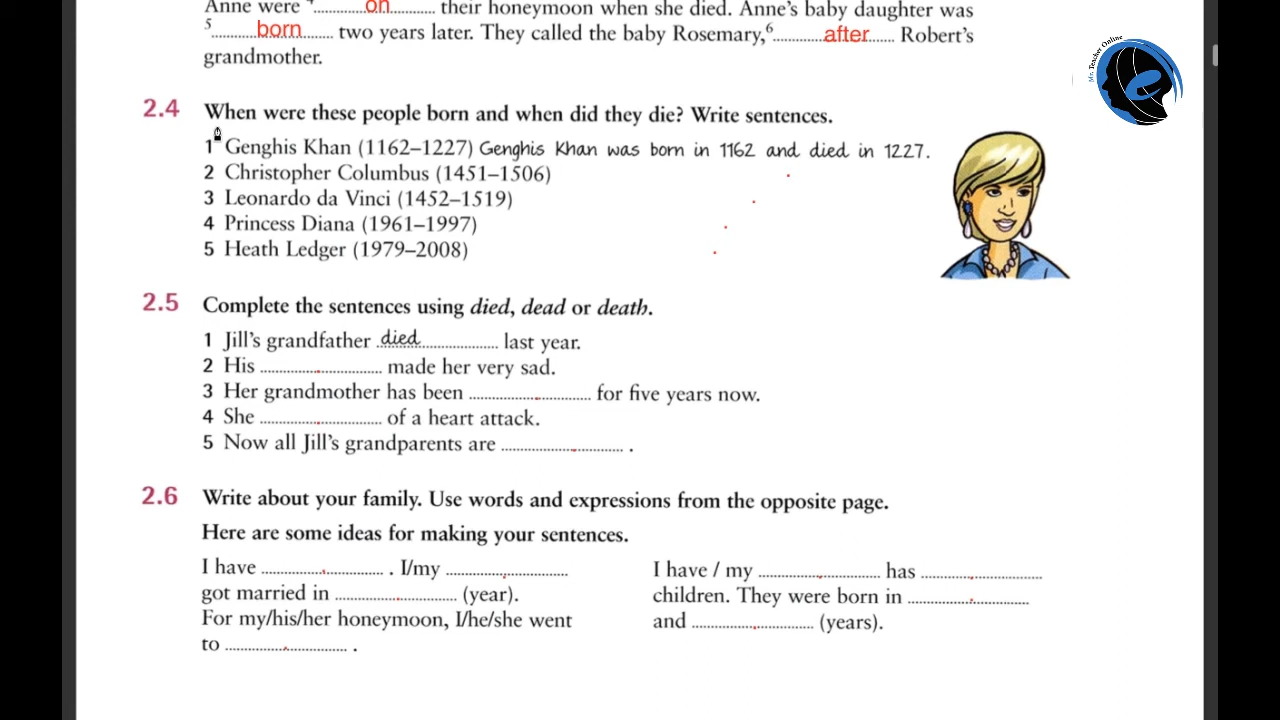 Anne were 4 on their honeymoon when she died. Anne's baby daughter was
5 born two years later. They called the baby Rosemary, 6 after Robert's
grandmother.
Mr. Teacher Online
2.4 When were these people born and when did they die? Write sentences.
1 Genghis Khan (1162–1227) Genghis Khan was born in 1162 and died in 1227.
2 Christopher Columbus (1451–1506)
3 Leonardo da Vinci (1452–1519)
4 Princess Diana (1961–1997)
5 Heath Ledger (1979–2008)
2.5 Complete the sentences using died, dead or death.
1 Jill's grandfather died last year.
2 His .............................. made her very sad.
3 Her grandmother has been .............................. for five years now.
4 She .............................. of a heart attack.
5 Now all Jill's grandparents are .............................. .
2.6 Write about your family. Use words and expressions from the opposite page.
Here are some ideas for making your sentences.
I have .............................. . I/my ..............................
got married in .............................. (year).
For my/his/her honeymoon, I/he/she went
to .............................. .
I have / my .............................. has ..............................
children. They were born in ..............................
and .............................. (years).